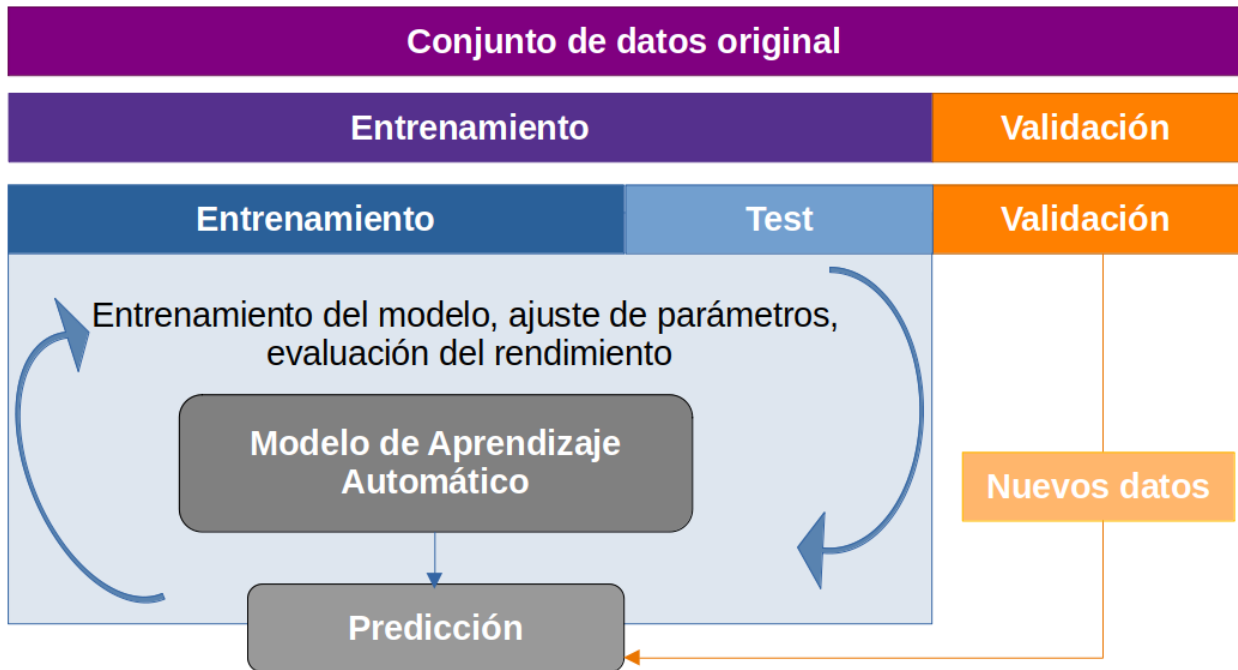 Conjunto de datos original
Entrenamiento
Validación
Entrenamiento
Test
Validación
Entrenamiento del modelo, ajuste de parámetros,
evaluación del rendimiento
Modelo de Aprendizaje
Automático
Nuevos datos
Predicción